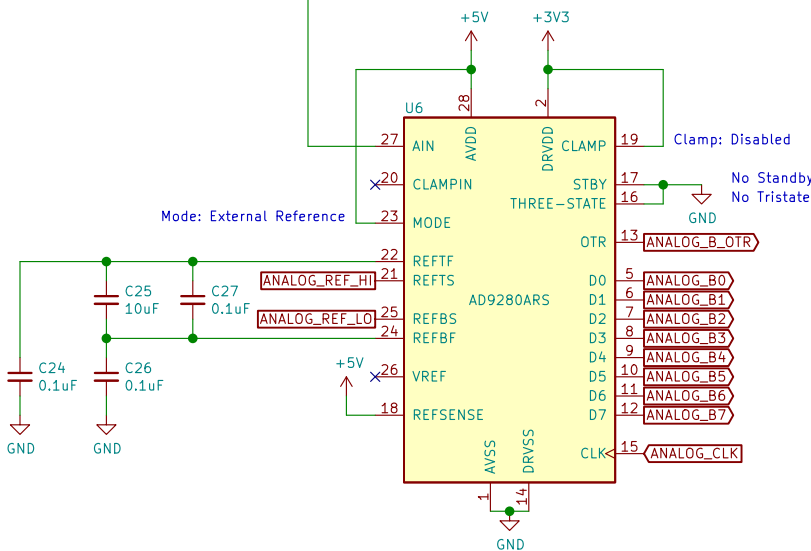 +5V
+3V3
U6
28
2
AVDD
DRVDD
27
AIN
CLAMP
19
Clamp: Disabled
20
CLAMPIN
STBY
17
No Standby
THREE-STATE
16
No Tristate
GND
Mode: External Reference
23
MODE
OTR
13
ANALOG_B_OTR
22
REFTF
ANALOG_REF_HI
21
REFTS
D0
5
ANALOG_B0
C25
10uF
C27
0.1uF
AD9280ARS
D1
6
ANALOG_B1
ANALOG_REF_LO
25
REFBS
D2
7
ANALOG_B2
24
REFBF
D3
8
ANALOG_B3
D4
9
ANALOG_B4
+5V
C24
0.1uF
C26
0.1uF
26
VREF
D5
10
ANALOG_B5
D6
11
ANALOG_B6
18
REFSENSE
D7
12
ANALOG_B7
GND
GND
CLK
15
ANALOG_CLK
AVSS
DRVSS
1
14
GND